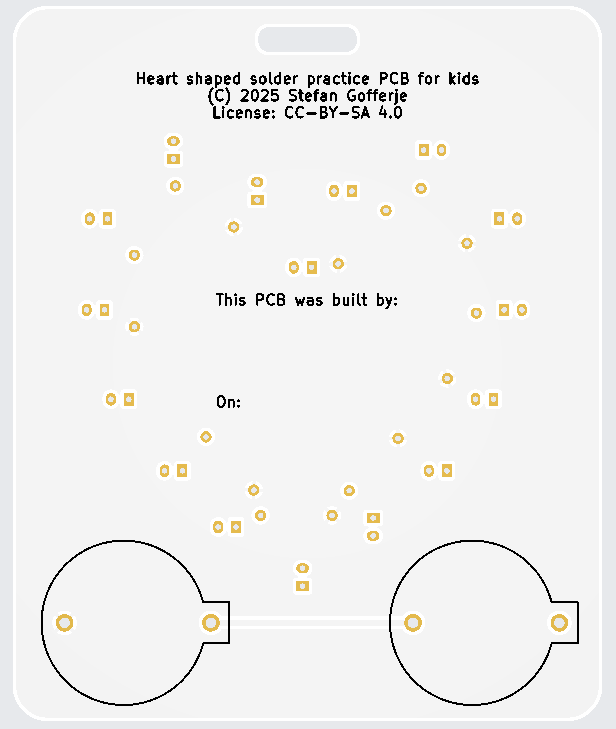 Heart shaped solder practice PCB for kids
(C) 2025 Stefan Gofferje
License: CC-BY-SA 4.0
This PCB was built by:
On: